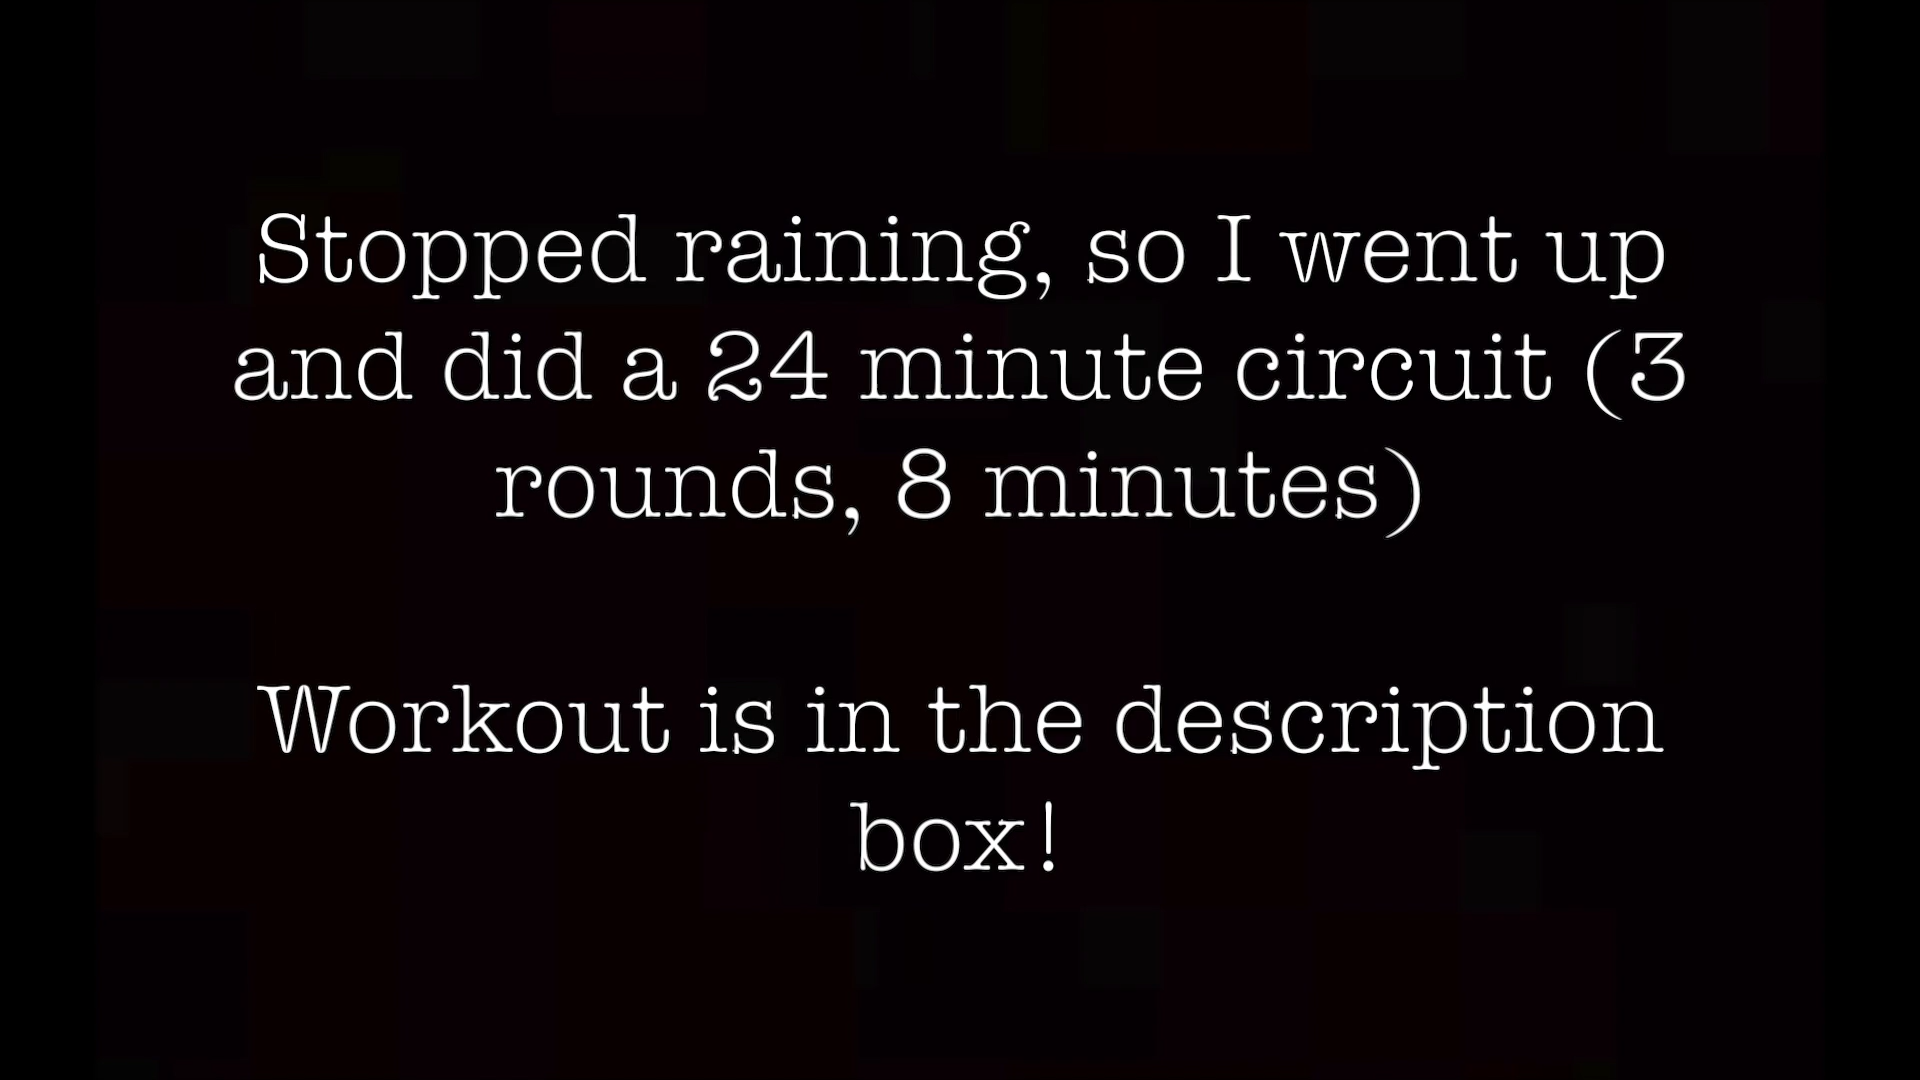 Stopped raining, so I went up
and did a 24 minute circuit (3
rounds, 8 minutes)
Workout is in the description
box!